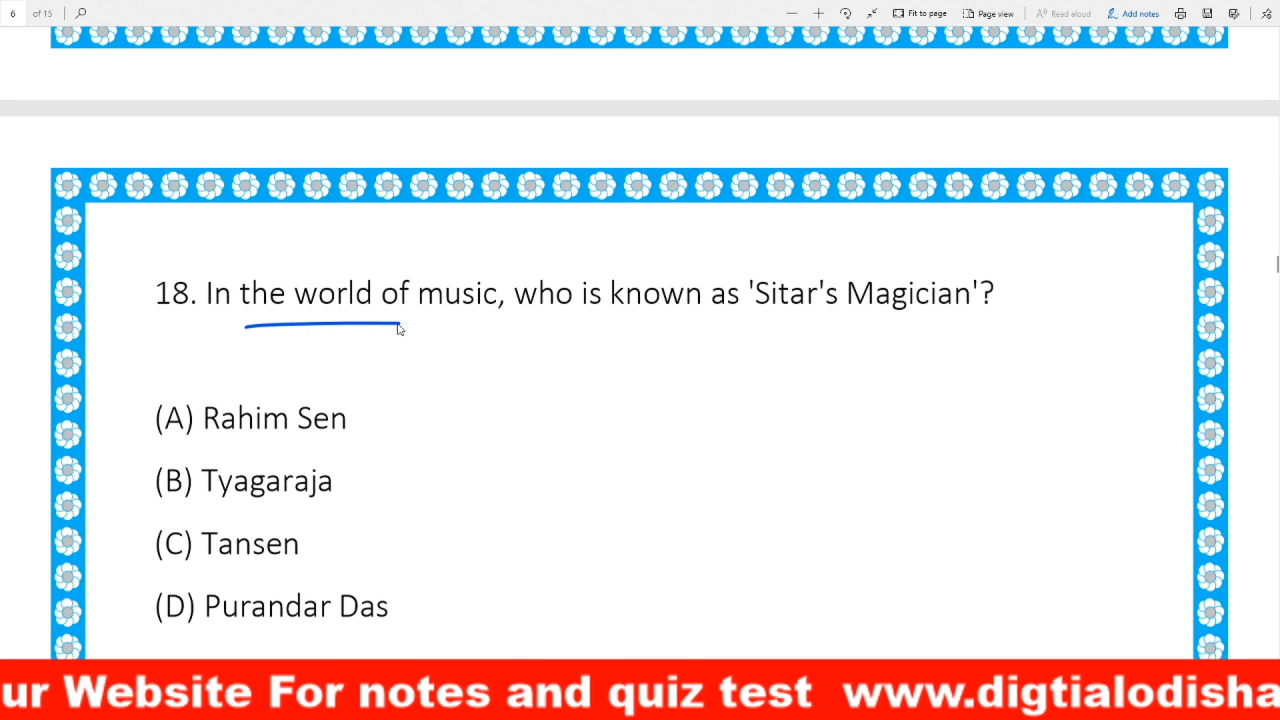 6 of 15 Fit to page Page view Read aloud Add notes
18. In the world of music, who is known as 'Sitar's Magician'?
(A) Rahim Sen
(B) Tyagaraja
(C) Tansen
(D) Purandar Das
ur Website For notes and quiz test www.digtialodisha